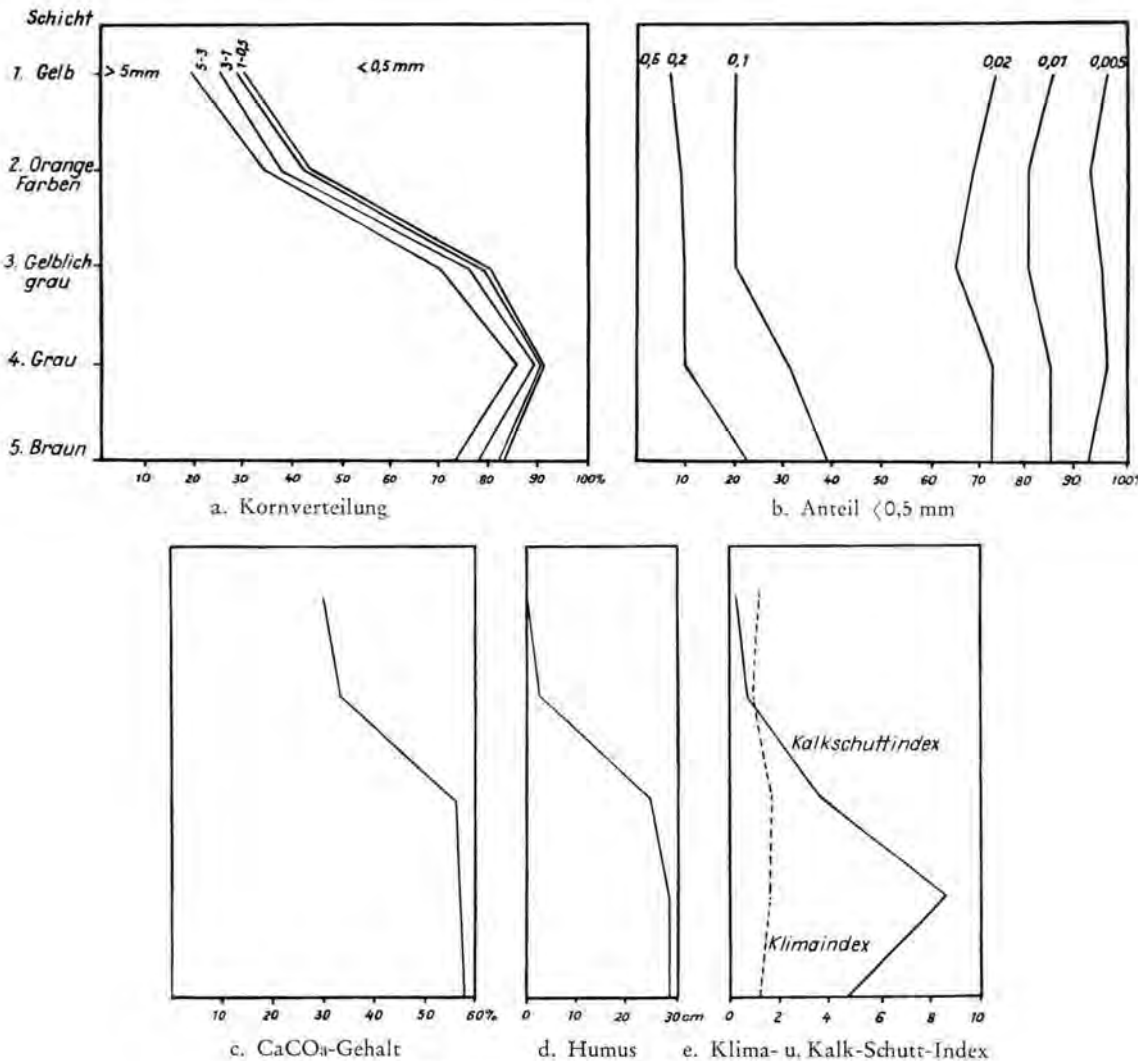 Schicht
1. Gelb
2. Orange
Farben
3. Gelblich
grau
4. Grau
5. Braun
> 5mm
5-3
3-1
1-0,5
< 0,5 mm
10 20 30 40 50 60 70 80 90 100%
a. Kornverteilung
0,5 0,2 0,1 0,02 0,01 0,005
0 10 20 30 40 50 60 70 80 90 100%
b. Anteil <0,5 mm
10 20 30 40 50 60%
c. CaCO₃-Gehalt
0 10 20 30 cm
d. Humus
Kalkschuttindex
Klimaindex
0 2 4 6 8 10
e. Klima- u. Kalk-Schutt-Index